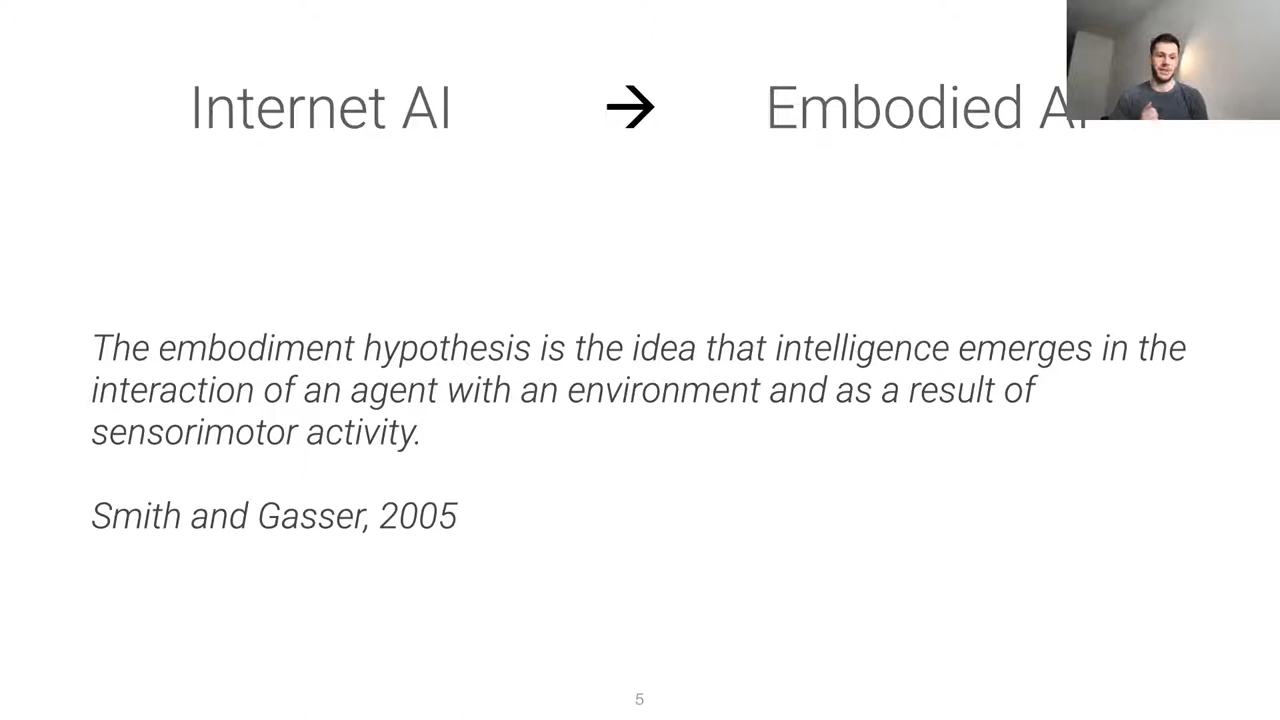 Internet AI → Embodied AI
The embodiment hypothesis is the idea that intelligence emerges in the
interaction of an agent with an environment and as a result of
sensorimotor activity.
Smith and Gasser, 2005
5